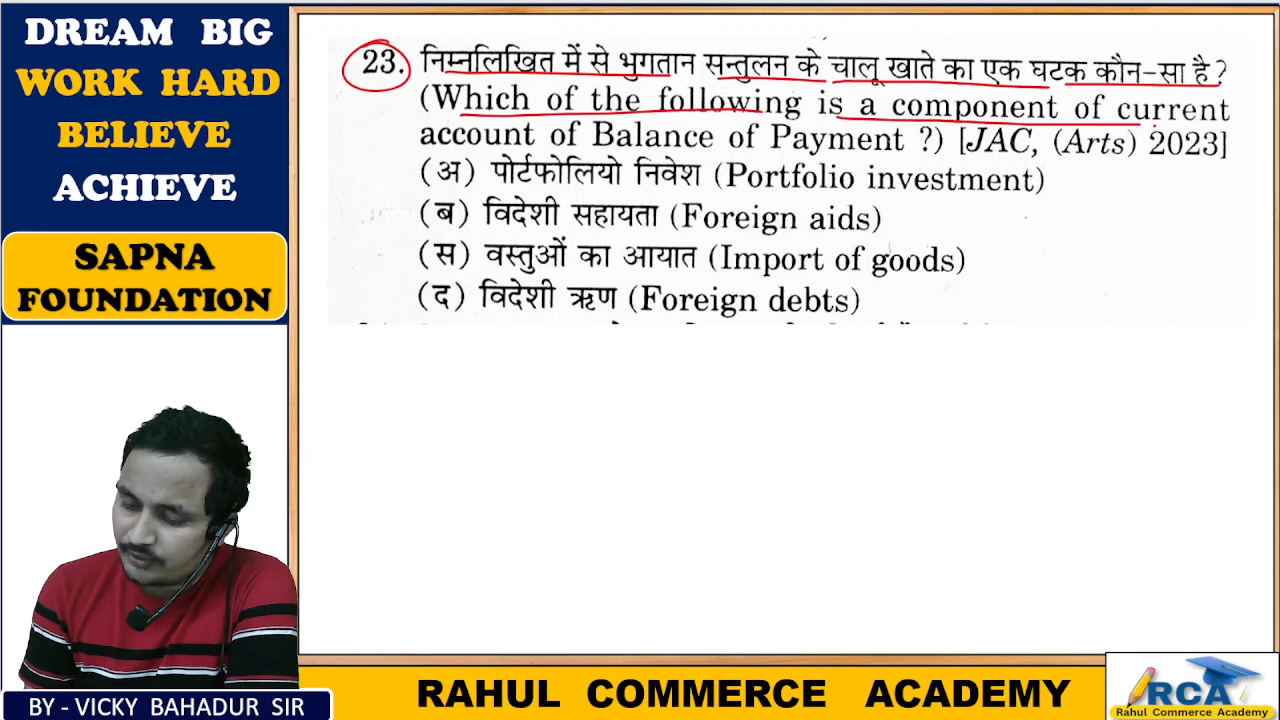 DREAM BIG
WORK HARD
BELIEVE
ACHIEVE
SAPNA
FOUNDATION
23. निम्नलिखित में से भुगतान सन्तुलन के चालू खाते का एक घटक कौन-सा है ?
(Which of the following is a component of current
account of Balance of Payment ?) [JAC, (Arts) 2023]
(अ) पोर्टफोलियो निवेश (Portfolio investment)
(ब) विदेशी सहायता (Foreign aids)
(स) वस्तुओं का आयात (Import of goods)
(द) विदेशी ऋण (Foreign debts)
BY - VICKY BAHADUR SIR
RAHUL COMMERCE ACADEMY
RCA
Rahul Commerce Academy